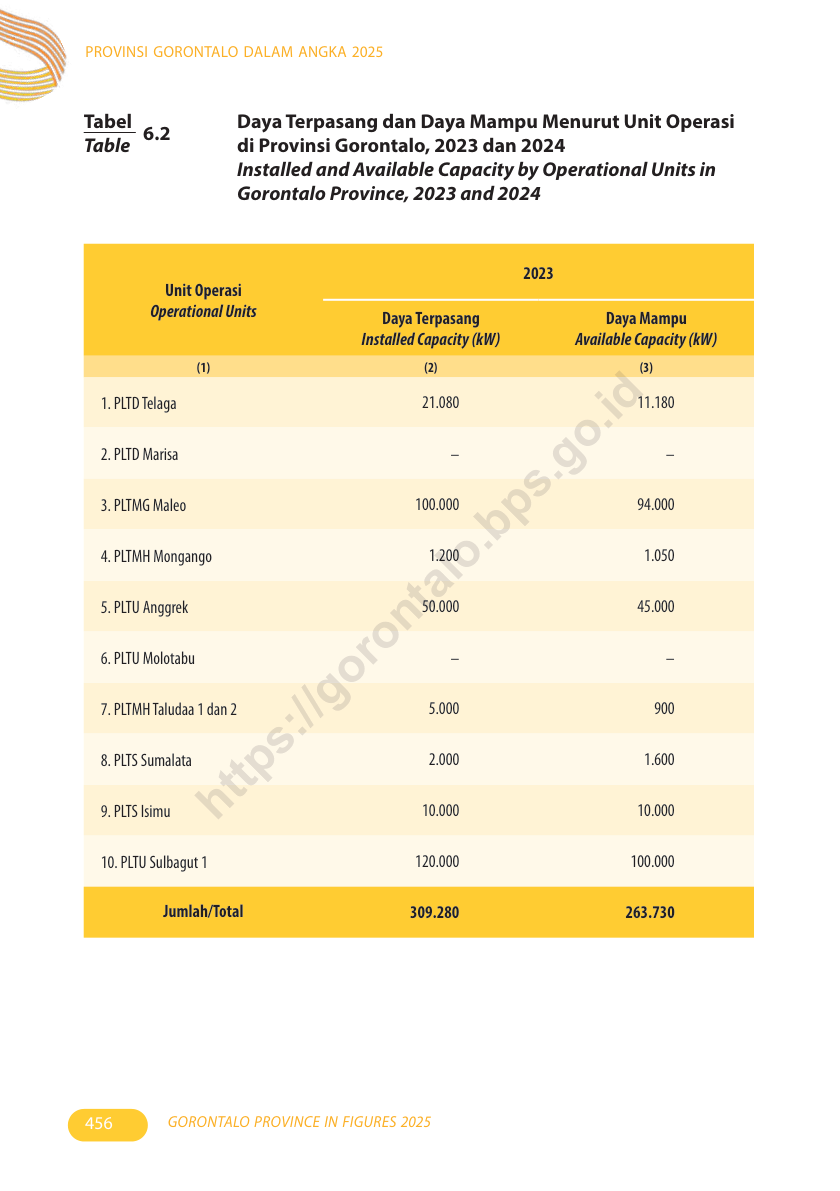 PROVINSI GORONTALO DALAM ANGKA 2025
Tabel
Table
6.2
Daya Terpasang dan Daya Mampu Menurut Unit Operasi
di Provinsi Gorontalo, 2023 dan 2024
Installed and Available Capacity by Operational Units in
Gorontalo Province, 2023 and 2024
Unit Operasi
Operational Units
2023
Daya Terpasang
Installed Capacity (kW)
Daya Mampu
Available Capacity (kW)
(1) (2) (3)
1. PLTD Telaga 21.080 11.180
2. PLTD Marisa – –
3. PLTMG Maleo 100.000 94.000
4. PLTMH Mongango 1.200 1.050
5. PLTU Anggrek 50.000 45.000
6. PLTU Molotabu – –
7. PLTMH Taludaa 1 dan 2 5.000 900
8. PLTS Sumalata 2.000 1.600
9. PLTS Isimu 10.000 10.000
10. PLTU Sulbagut 1 120.000 100.000
Jumlah/Total 309.280 263.730
https://gorontalo.bps.go.id
456 GORONTALO PROVINCE IN FIGURES 2025